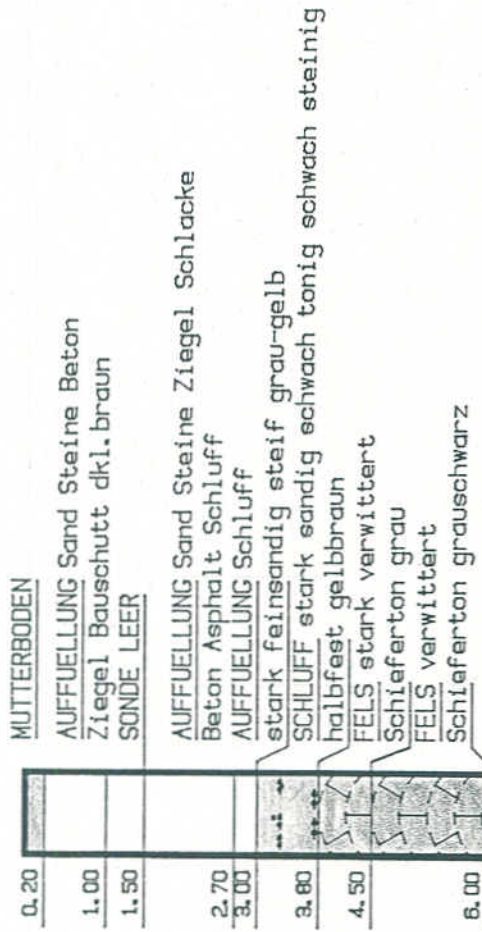 MUTTERBODEN
0.20
AUFFUELLUNG Sand Steine Beton
Ziegel Bauschutt dkl.braun
1.00
SONDE LEER
1.50
AUFFUELLUNG Sand Steine Ziegel Schlacke
Beton Asphalt Schluff
2.70
AUFFUELLUNG Schluff
3.00
stark feinsandig steif grau-gelb
SCHLUFF stark sandig schwach tonig schwach steinig
3.80
halbfest gelbbraun
FELS stark verwittert
4.50
Schieferton grau
FELS verwittert
Schieferton grauschwarz
6.00